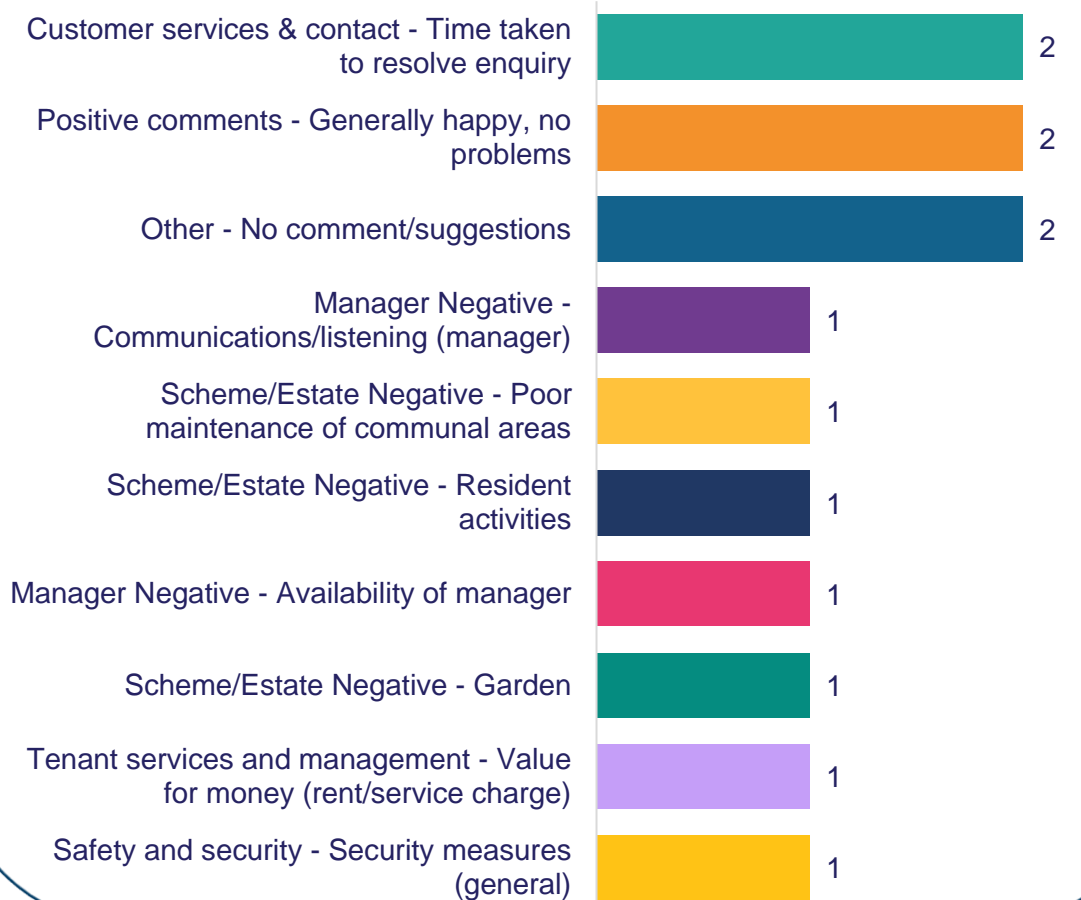 Customer services & contact - Time taken
to resolve enquiry
2
Positive comments - Generally happy, no
problems
2
Other - No comment/suggestions
2
Manager Negative -
Communications/listening (manager)
1
Scheme/Estate Negative - Poor
maintenance of communal areas
1
Scheme/Estate Negative - Resident
activities
1
Manager Negative - Availability of manager
1
Scheme/Estate Negative - Garden
1
Tenant services and management - Value
for money (rent/service charge)
1
Safety and security - Security measures
(general)
1